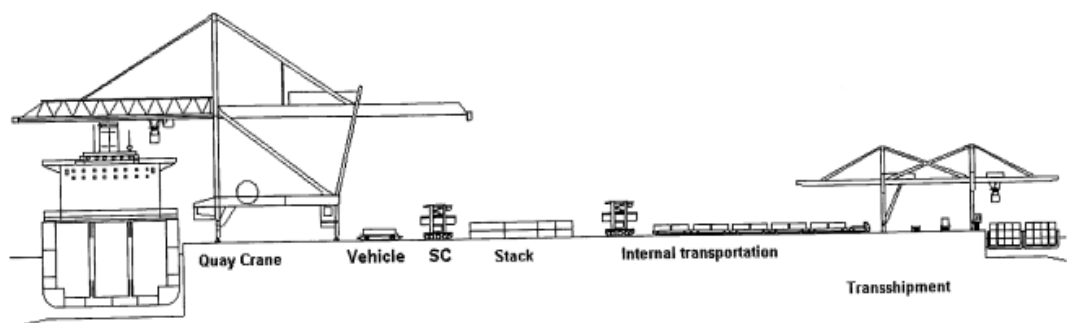 Quay Crane
Vehicle
SC
Stack
Internal transportation
Transshipment